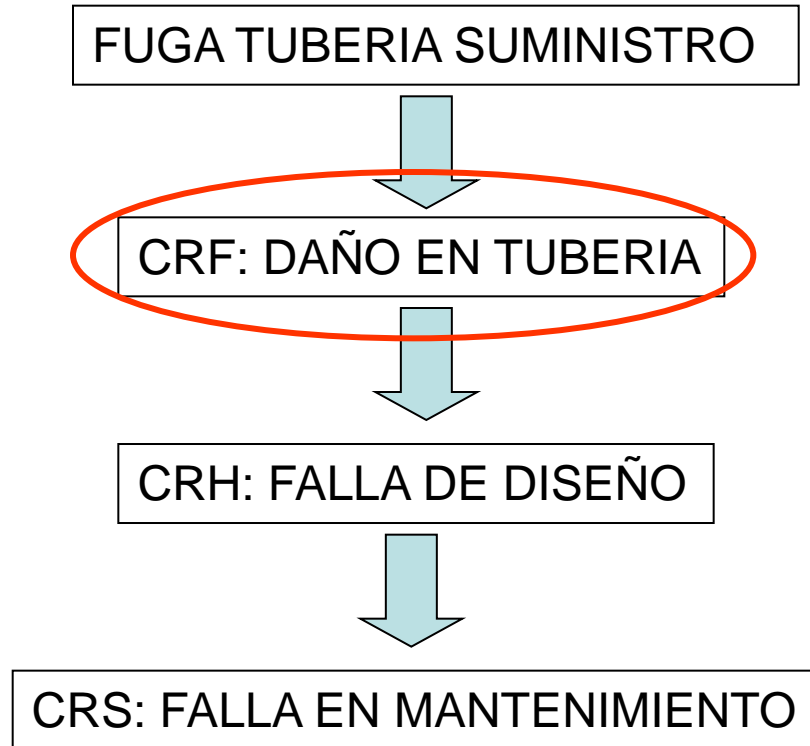 FUGA TUBERIA SUMINISTRO
CRF: DAÑO EN TUBERIA
CRH: FALLA DE DISEÑO
CRS: FALLA EN MANTENIMIENTO